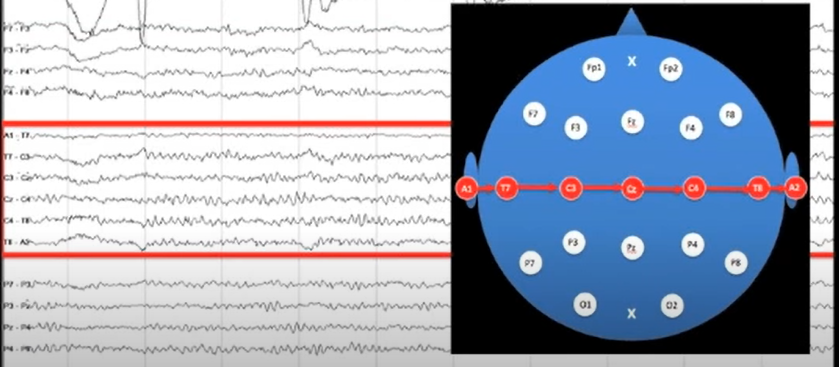 F7 - F3
F3 - Fz
Fz - F4
F4 - F8
A1 - T7
T7 - C3
C3 - Cz
Cz - C4
C4 - T8
T8 - A2
P7 - P3
P3 - Pz
Pz - P4
P4 - P8
Fp1 X Fp2
F7 F3 Fz F4 F8
A1 T7 C3 Cz C4 T8 A2
P7 P3 Pz P4 P8
O1 X O2